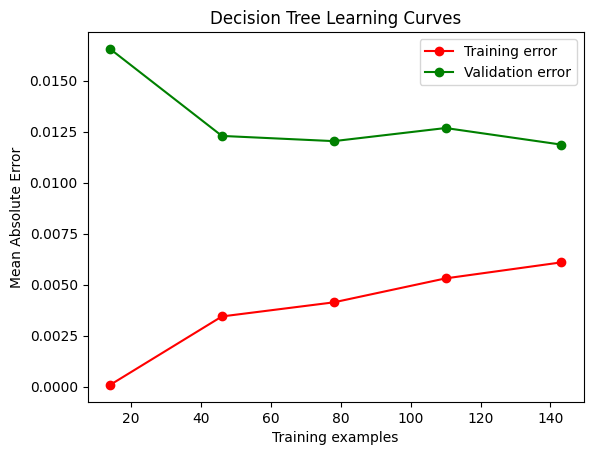 Decision Tree Learning Curves
Training error
Validation error
Mean Absolute Error
0.0150
0.0125
0.0100
0.0075
0.0050
0.0025
0.0000
20
40
60
80
100
120
140
Training examples